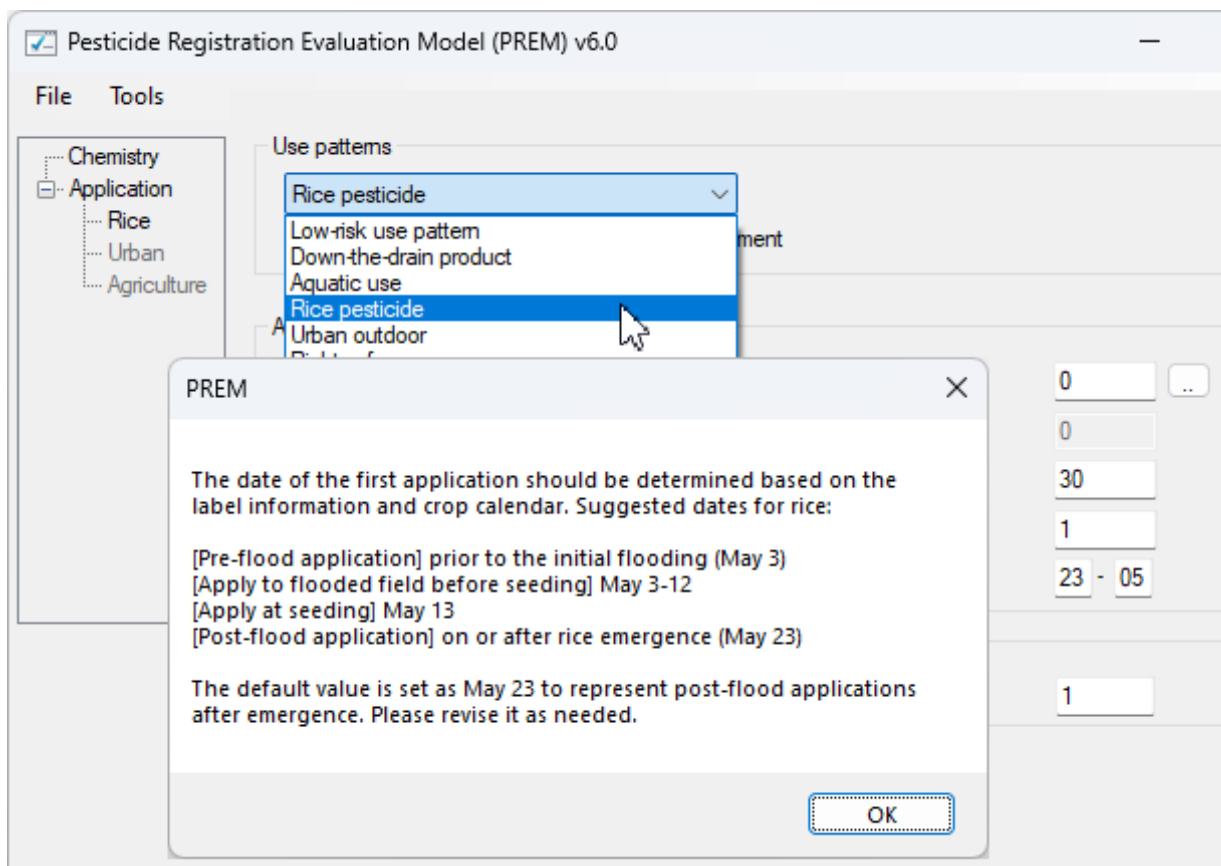 Pesticide Registration Evaluation Model (PREM) v6.0
File Tools
Chemistry
Application
Rice
Urban
Agriculture
Use patterns
Rice pesticide
Low-risk use pattern
Down-the-drain product
Aquatic use
Rice pesticide
Urban outdoor
ment
A
0
..
0
30
1
23 - 05
1
PREM
The date of the first application should be determined based on the
label information and crop calendar. Suggested dates for rice:
[Pre-flood application] prior to the initial flooding (May 3)
[Apply to flooded field before seeding] May 3-12
[Apply at seeding] May 13
[Post-flood application] on or after rice emergence (May 23)
The default value is set as May 23 to represent post-flood applications
after emergence. Please revise it as needed.
OK